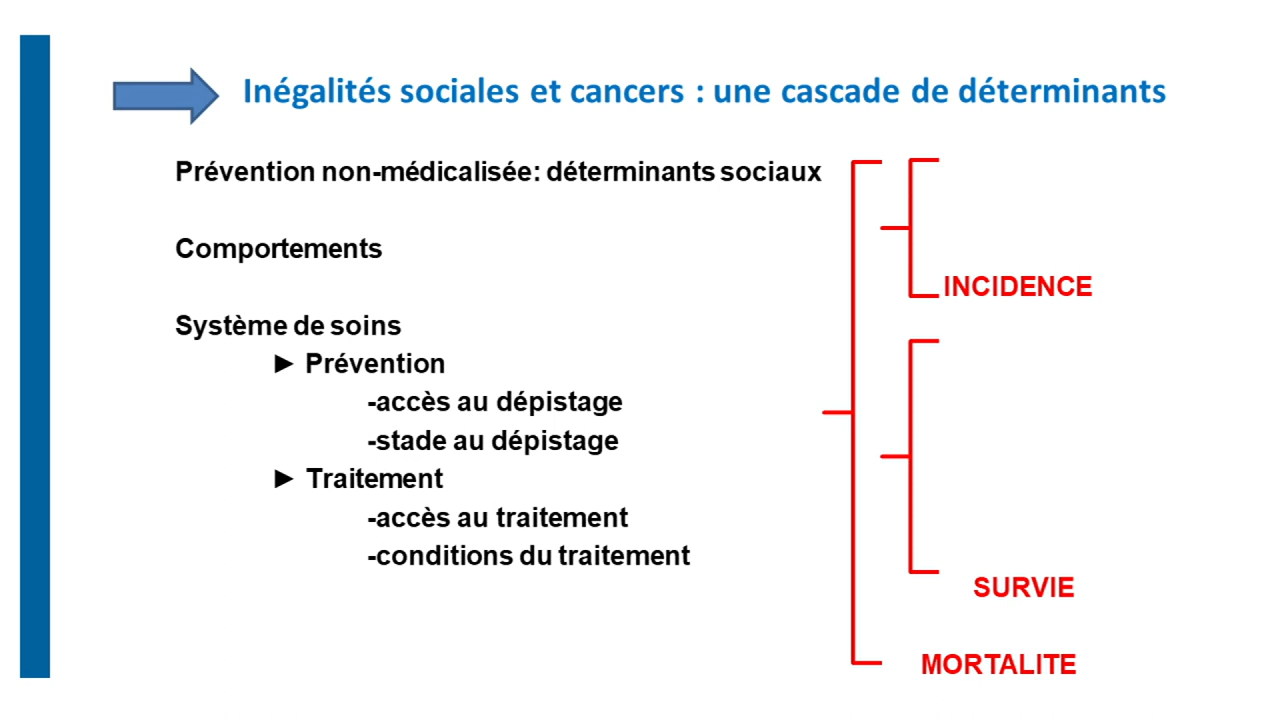 Inégalités sociales et cancers : une cascade de déterminants
Prévention non-médicalisée: déterminants sociaux
Comportements
INCIDENCE
Système de soins
► Prévention
-accès au dépistage
-stade au dépistage
► Traitement
-accès au traitement
-conditions du traitement
SURVIE
MORTALITE